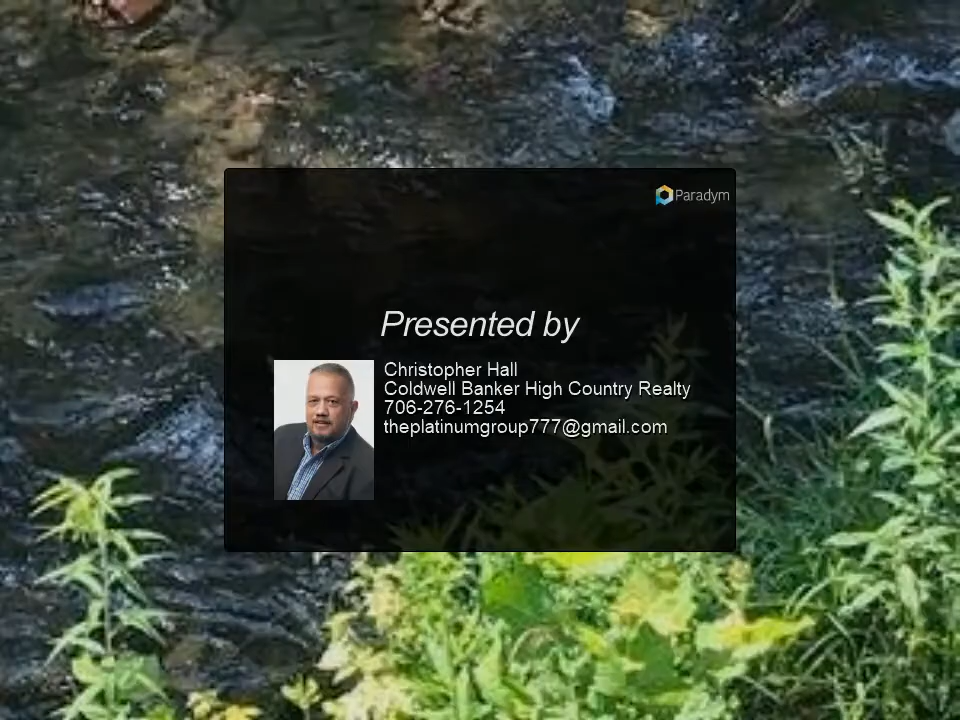 Paradym
Presented by
Christopher Hall
Coldwell Banker High Country Realty
706-276-1254
theplatinumgroup777@gmail.com